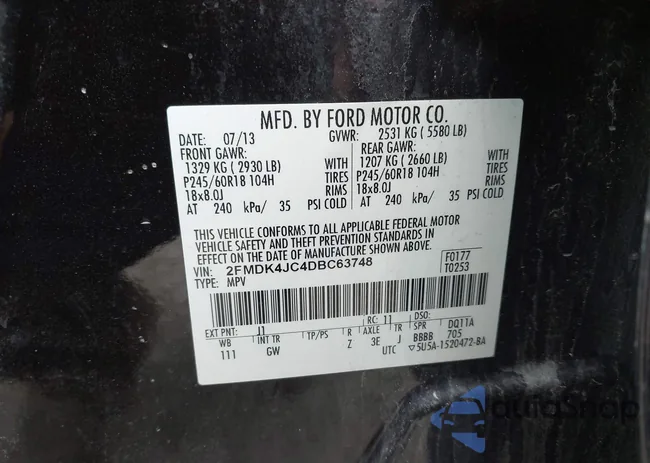 MFD. BY FORD MOTOR CO.
DATE: 07/13 GVWR: 2531 KG ( 5580 LB)
FRONT GAWR: REAR GAWR:
1329 KG ( 2930 LB) WITH 1207 KG ( 2660 LB) WITH
P245/60R18 104H TIRES P245/60R18 104H TIRES
18x8.0J RIMS 18x8.0J RIMS
AT 240 kPa/ 35 PSI COLD AT 240 kPa/ 35 PSI COLD
THIS VEHICLE CONFORMS TO ALL APPLICABLE FEDERAL MOTOR
VEHICLE SAFETY AND THEFT PREVENTION STANDARDS IN EFFECT ON
THE DATE OF MANUFACTURE SHOWN ABOVE.
VIN: 2FMDK4JC4DBC63748 F0177
TYPE: MPV T0253
EXT PNT: J1 RC: 11 DSO:
WB INT TR TP/PS R AXLE TR SPR DQ11A
111 GW Z 3E J BBBB 705
UTC ▽5U5A-1520472-BA
AutoSnap